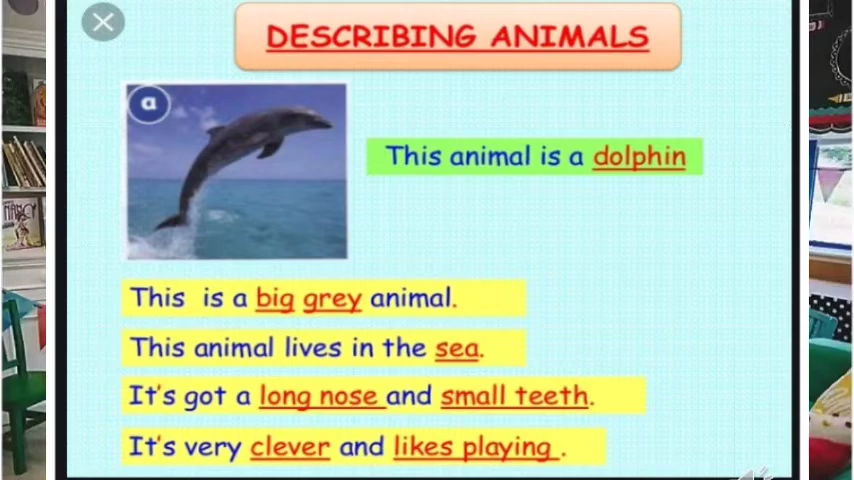 DESCRIBING ANIMALS
a
This animal is a dolphin
This is a big grey animal.
This animal lives in the sea.
It's got a long nose and small teeth.
It's very clever and likes playing .
NANCY